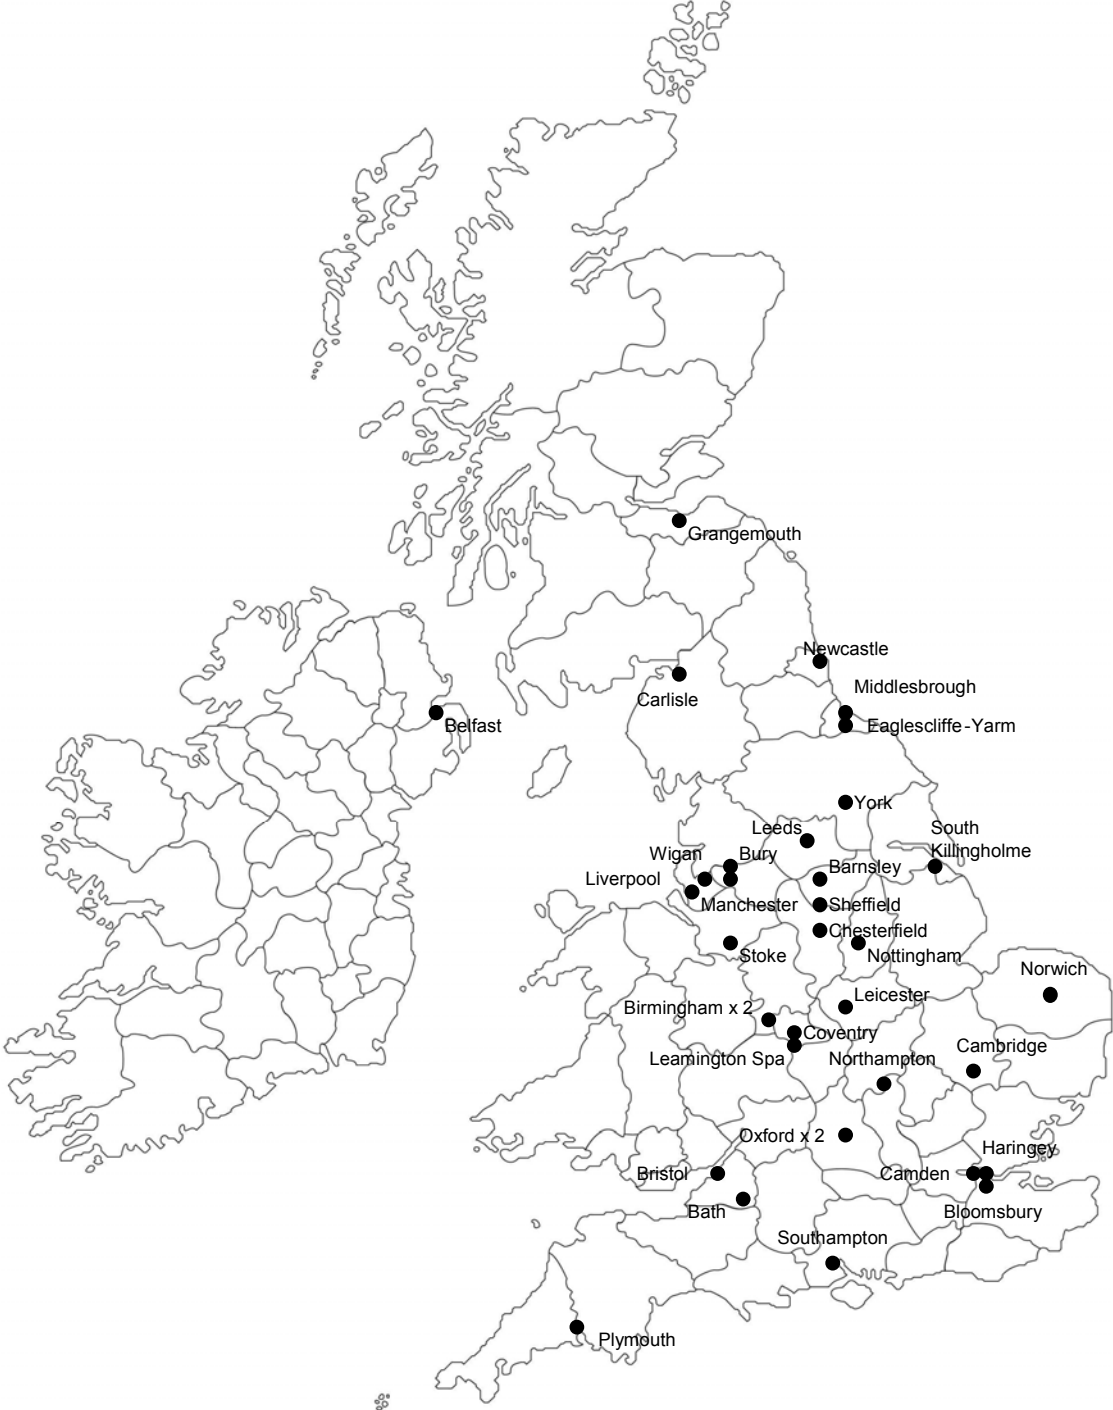 Grangemouth
Newcastle
Carlisle
Middlesbrough
Belfast
Eaglescliffe-Yarm
York
Leeds
South
Killingholme
Wigan
Bury
Barnsley
Liverpool
Manchester
Sheffield
Chesterfield
Stoke
Nottingham
Norwich
Leicester
Birmingham x 2
Coventry
Cambridge
Leamington Spa
Northampton
Oxford x 2
Haringey
Bristol
Camden
Bath
Bloomsbury
Southampton
Plymouth